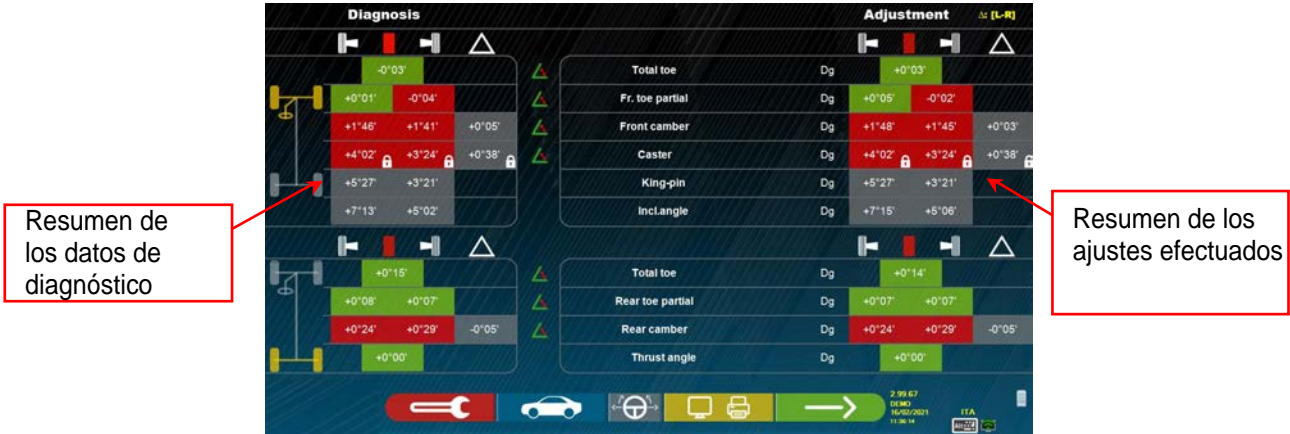 Diagnosis Adjustment Δ: [L-R]
-0°03' Total toe Dg +0°03'
+0°01' -0°04' Fr. toe partial Dg +0°05' -0°02'
+1°46' +1°41' +0°05' Front camber Dg +1°48' +1°45' +0°03'
+4°02' +3°24' +0°38' Caster Dg +4°02' +3°24' +0°38'
+5°27' +3°21' King-pin Dg +5°27' +3°21'
+7°13' +5°02' Incl.angle Dg +7°15' +5°06'
Resumen de
los datos de
diagnóstico
Resumen de los
ajustes efectuados
+0°15' Total toe Dg +0°14'
+0°08' +0°07' Rear toe partial Dg +0°07' +0°07'
+0°24' +0°29' -0°05' Rear camber Dg +0°24' +0°29' -0°05'
+0°00' Thrust angle Dg +0°00'
2.99.67
DEMO
16/02/2021
11:36:14
ITA